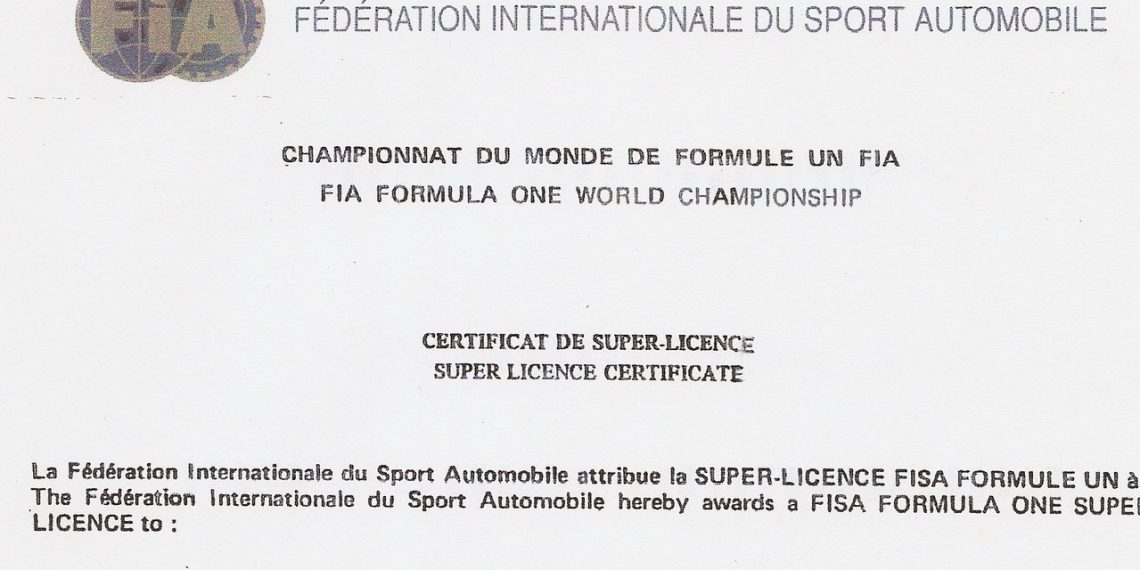 FIA
FÉDÉRATION INTERNATIONALE DU SPORT AUTOMOBILE
CHAMPIONNAT DU MONDE DE FORMULE UN FIA
FIA FORMULA ONE WORLD CHAMPIONSHIP
CERTIFICAT DE SUPER-LICENCE
SUPER LICENCE CERTIFICATE
La Fédération Internationale du Sport Automobile attribue la SUPER-LICENCE FISA FORMULE UN à
The Fédération Internationale du Sport Automobile hereby awards a FISA FORMULA ONE SUPER
LICENCE to :